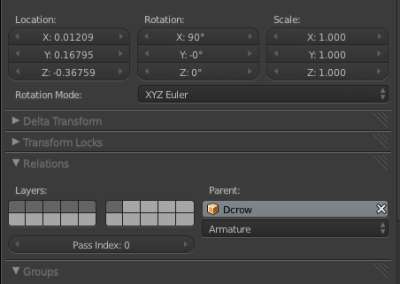 Location: Rotation: Scale:
X: 0.01209 X: 90° X: 1.000
Y: 0.16795 Y: -0° Y: 1.000
Z: -0.36759 Z: 0° Z: 1.000
Rotation Mode: XYZ Euler
Delta Transform
Transform Locks
Relations
Layers: Parent:
Dcrow
Armature
Pass Index: 0
Groups